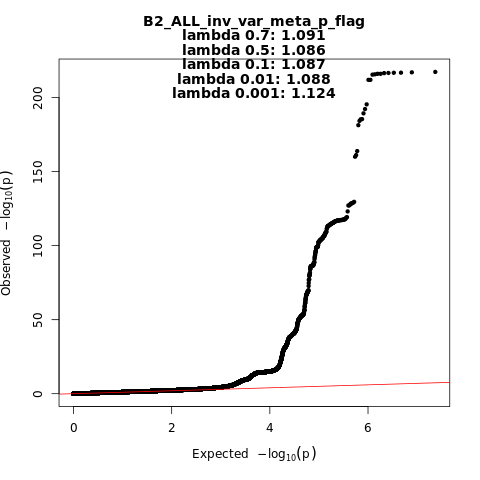 B2_ALL_inv_var_meta_p_flag
lambda 0.7: 1.091
lambda 0.5: 1.086
lambda 0.1: 1.087
lambda 0.01: 1.088
lambda 0.001: 1.124
Observed −log10(p)
200
150
100
50
0
0 2 4 6
Expected −log10(p)